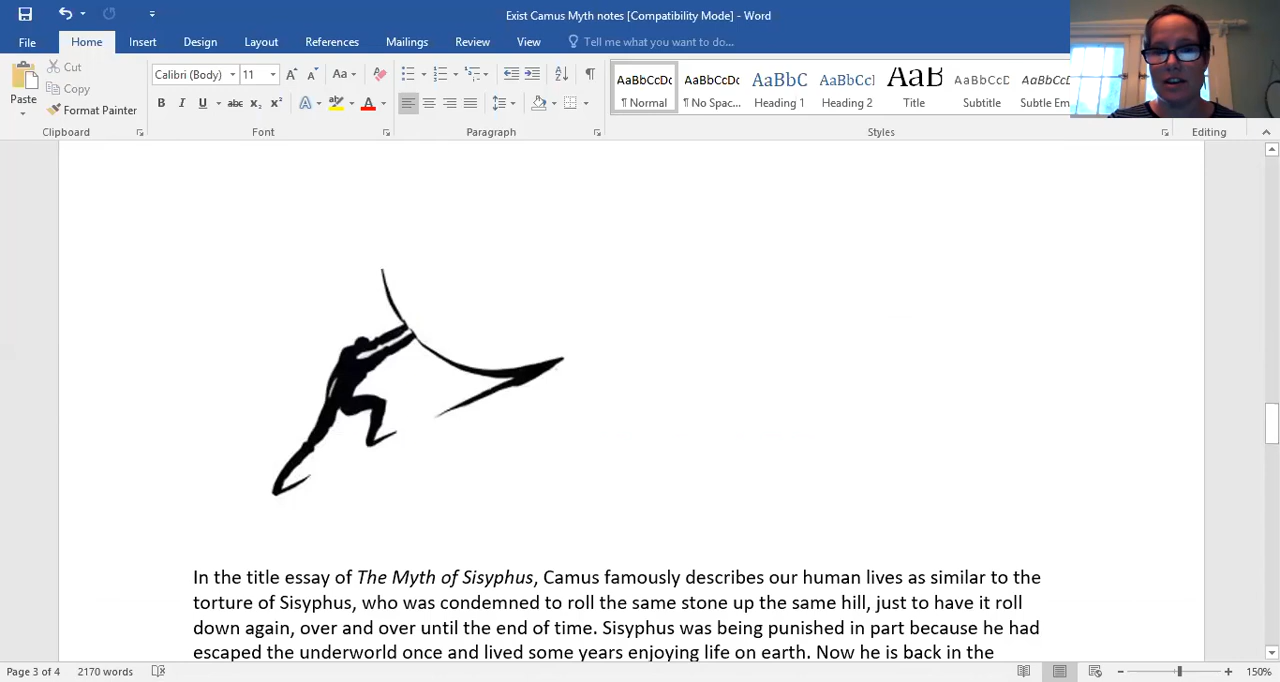 Exist Camus Myth notes [Compatibility Mode] - Word
File Home Insert Design Layout References Mailings Review View Tell me what you want to do...
Cut
Copy
Paste
Format Painter
Calibri (Body) 11
AaBbCcDc AaBbCcDc AaBbC AaBbCcI AaB AaBbCcD AaBbCcDc
¶ Normal ¶ No Spac... Heading 1 Heading 2 Title Subtitle Subtle Em...
Clipboard Font Paragraph Styles Editing
In the title essay of The Myth of Sisyphus, Camus famously describes our human lives as similar to the
torture of Sisyphus, who was condemned to roll the same stone up the same hill, just to have it roll
down again, over and over until the end of time. Sisyphus was being punished in part because he had
escaped the underworld once and lived some years enjoying life on earth. Now he is back in the
Page 3 of 4 2170 words 150%